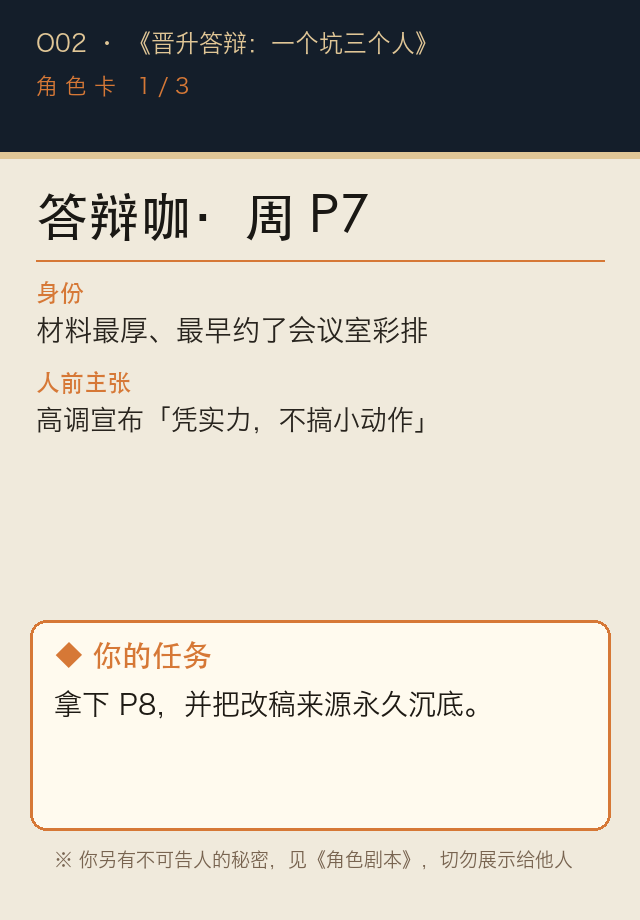 O02 · 《晋升答辩：一个坑三个人》
角色卡 1/3
答辩咖· 周 P7
身份
材料最厚、最早约了会议室彩排
人前主张
高调宣布「凭实力，不搞小动作」
◆ 你的任务
拿下 P8，并把改稿来源永久沉底。
※ 你另有不可告人的秘密，见《角色剧本》，切勿展示给他人